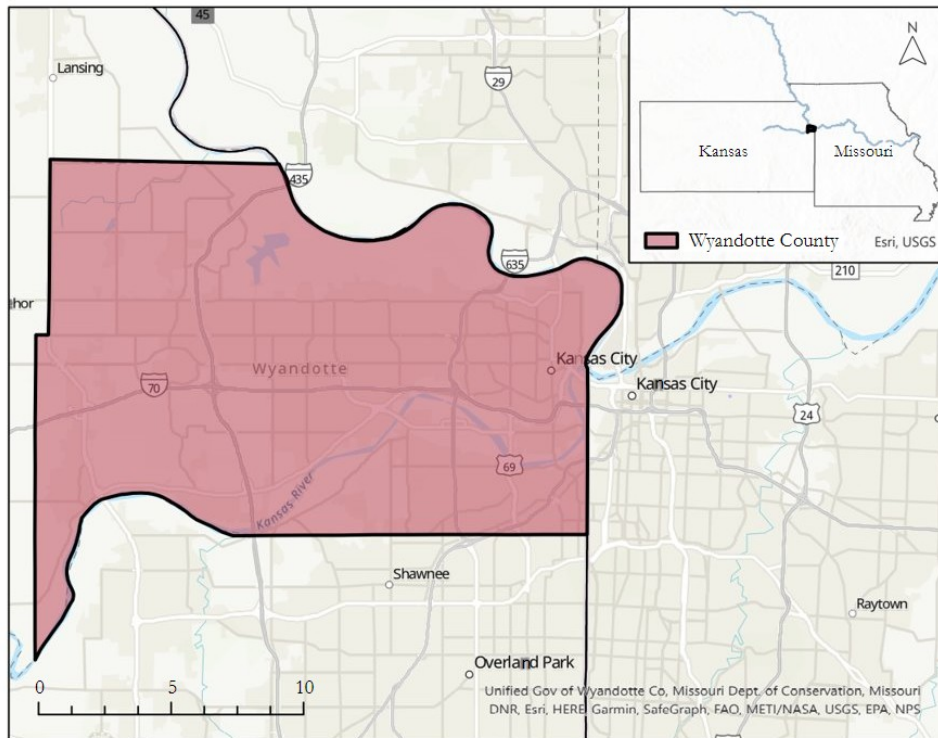 45
Lansing
29
N
435
Kansas
Missouri
Wyandotte County
Esri, USGS
635
210
hor
Kansas City
Wyandotte
70
Kansas City
24
69
Kansas River
Shawnee
Raytown
Overland Park
0 5 10
Unified Gov of Wyandotte Co, Missouri Dept. of Conservation, Missouri
DNR, Esri, HERE, Garmin, SafeGraph, FAO, METI/NASA, USGS, EPA, NPS